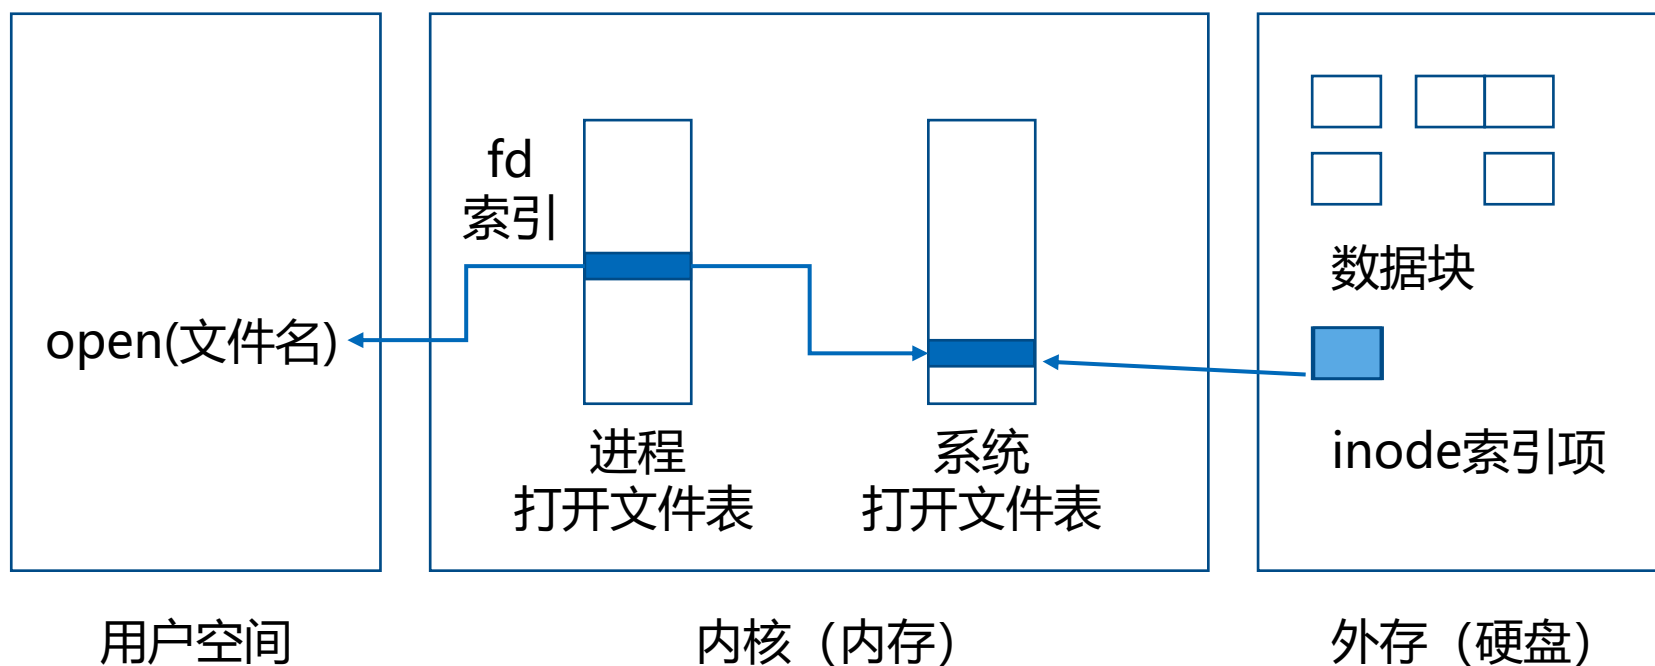 fd
索引
open(文件名)
数据块
进程
打开文件表
系统
打开文件表
inode索引项
用户空间
内核（内存）
外存（硬盘）